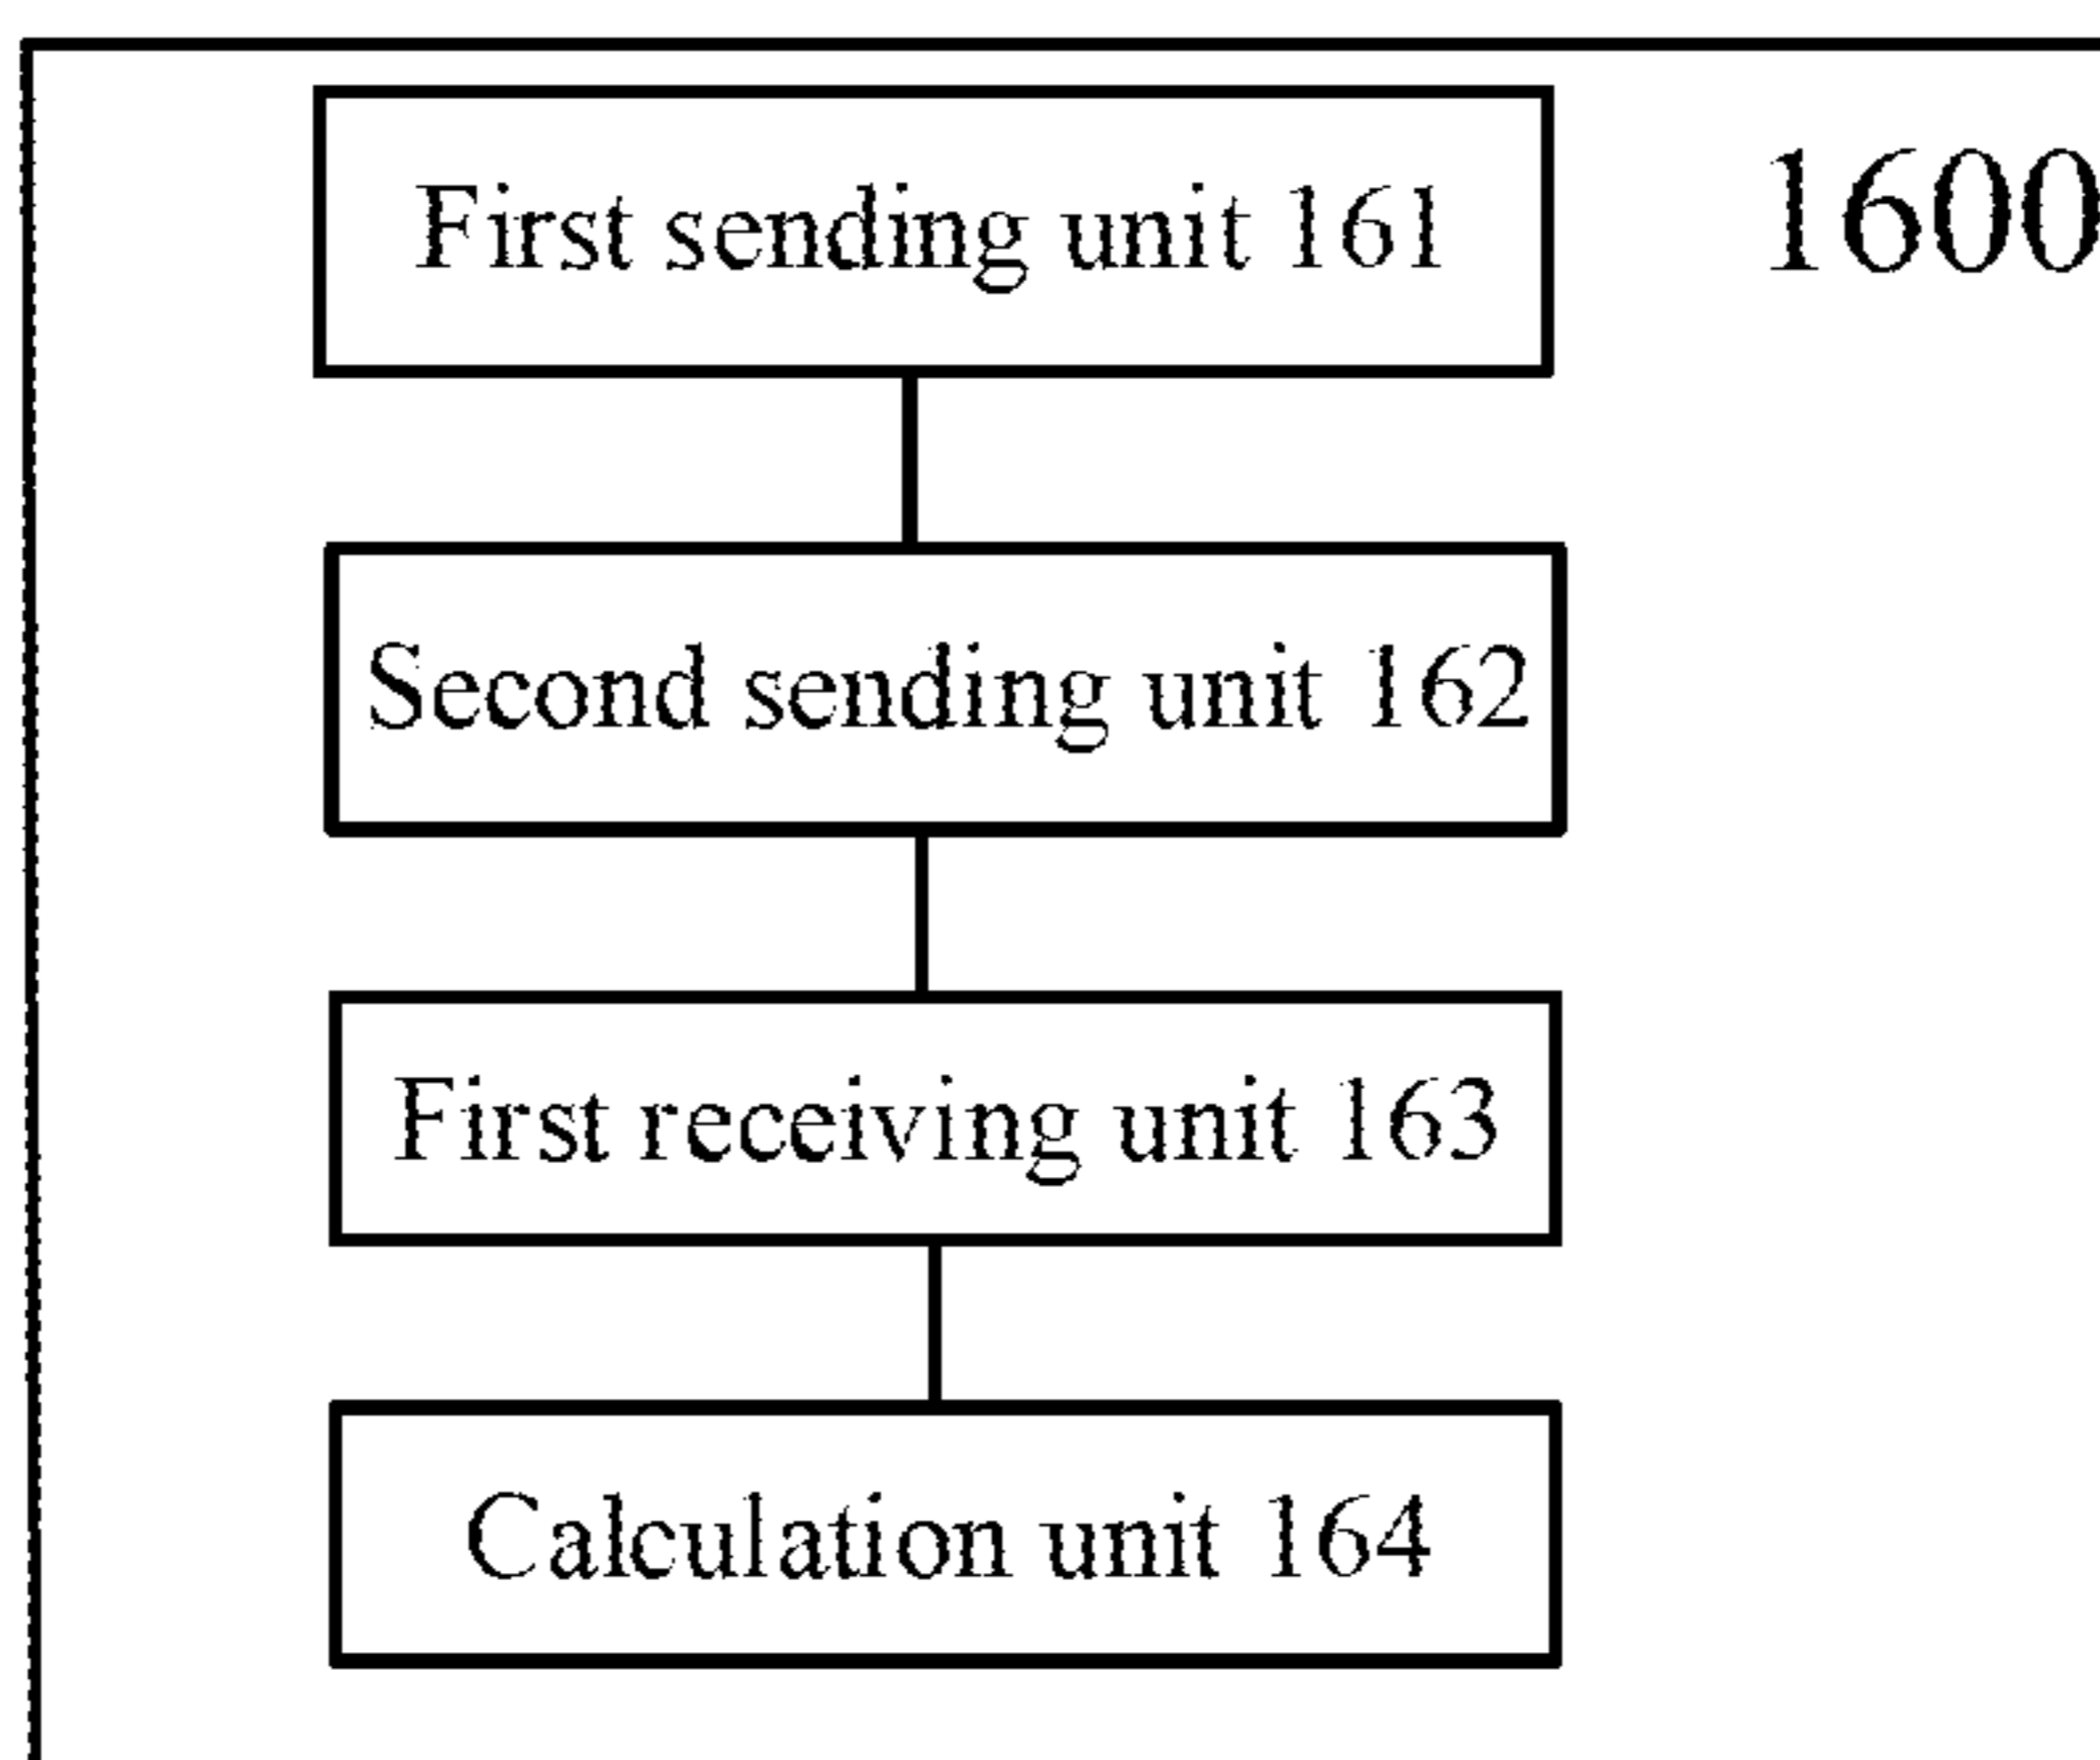 First sending unit 161
1600
Second sending unit 162
First receiving unit 163
Calculation unit 164